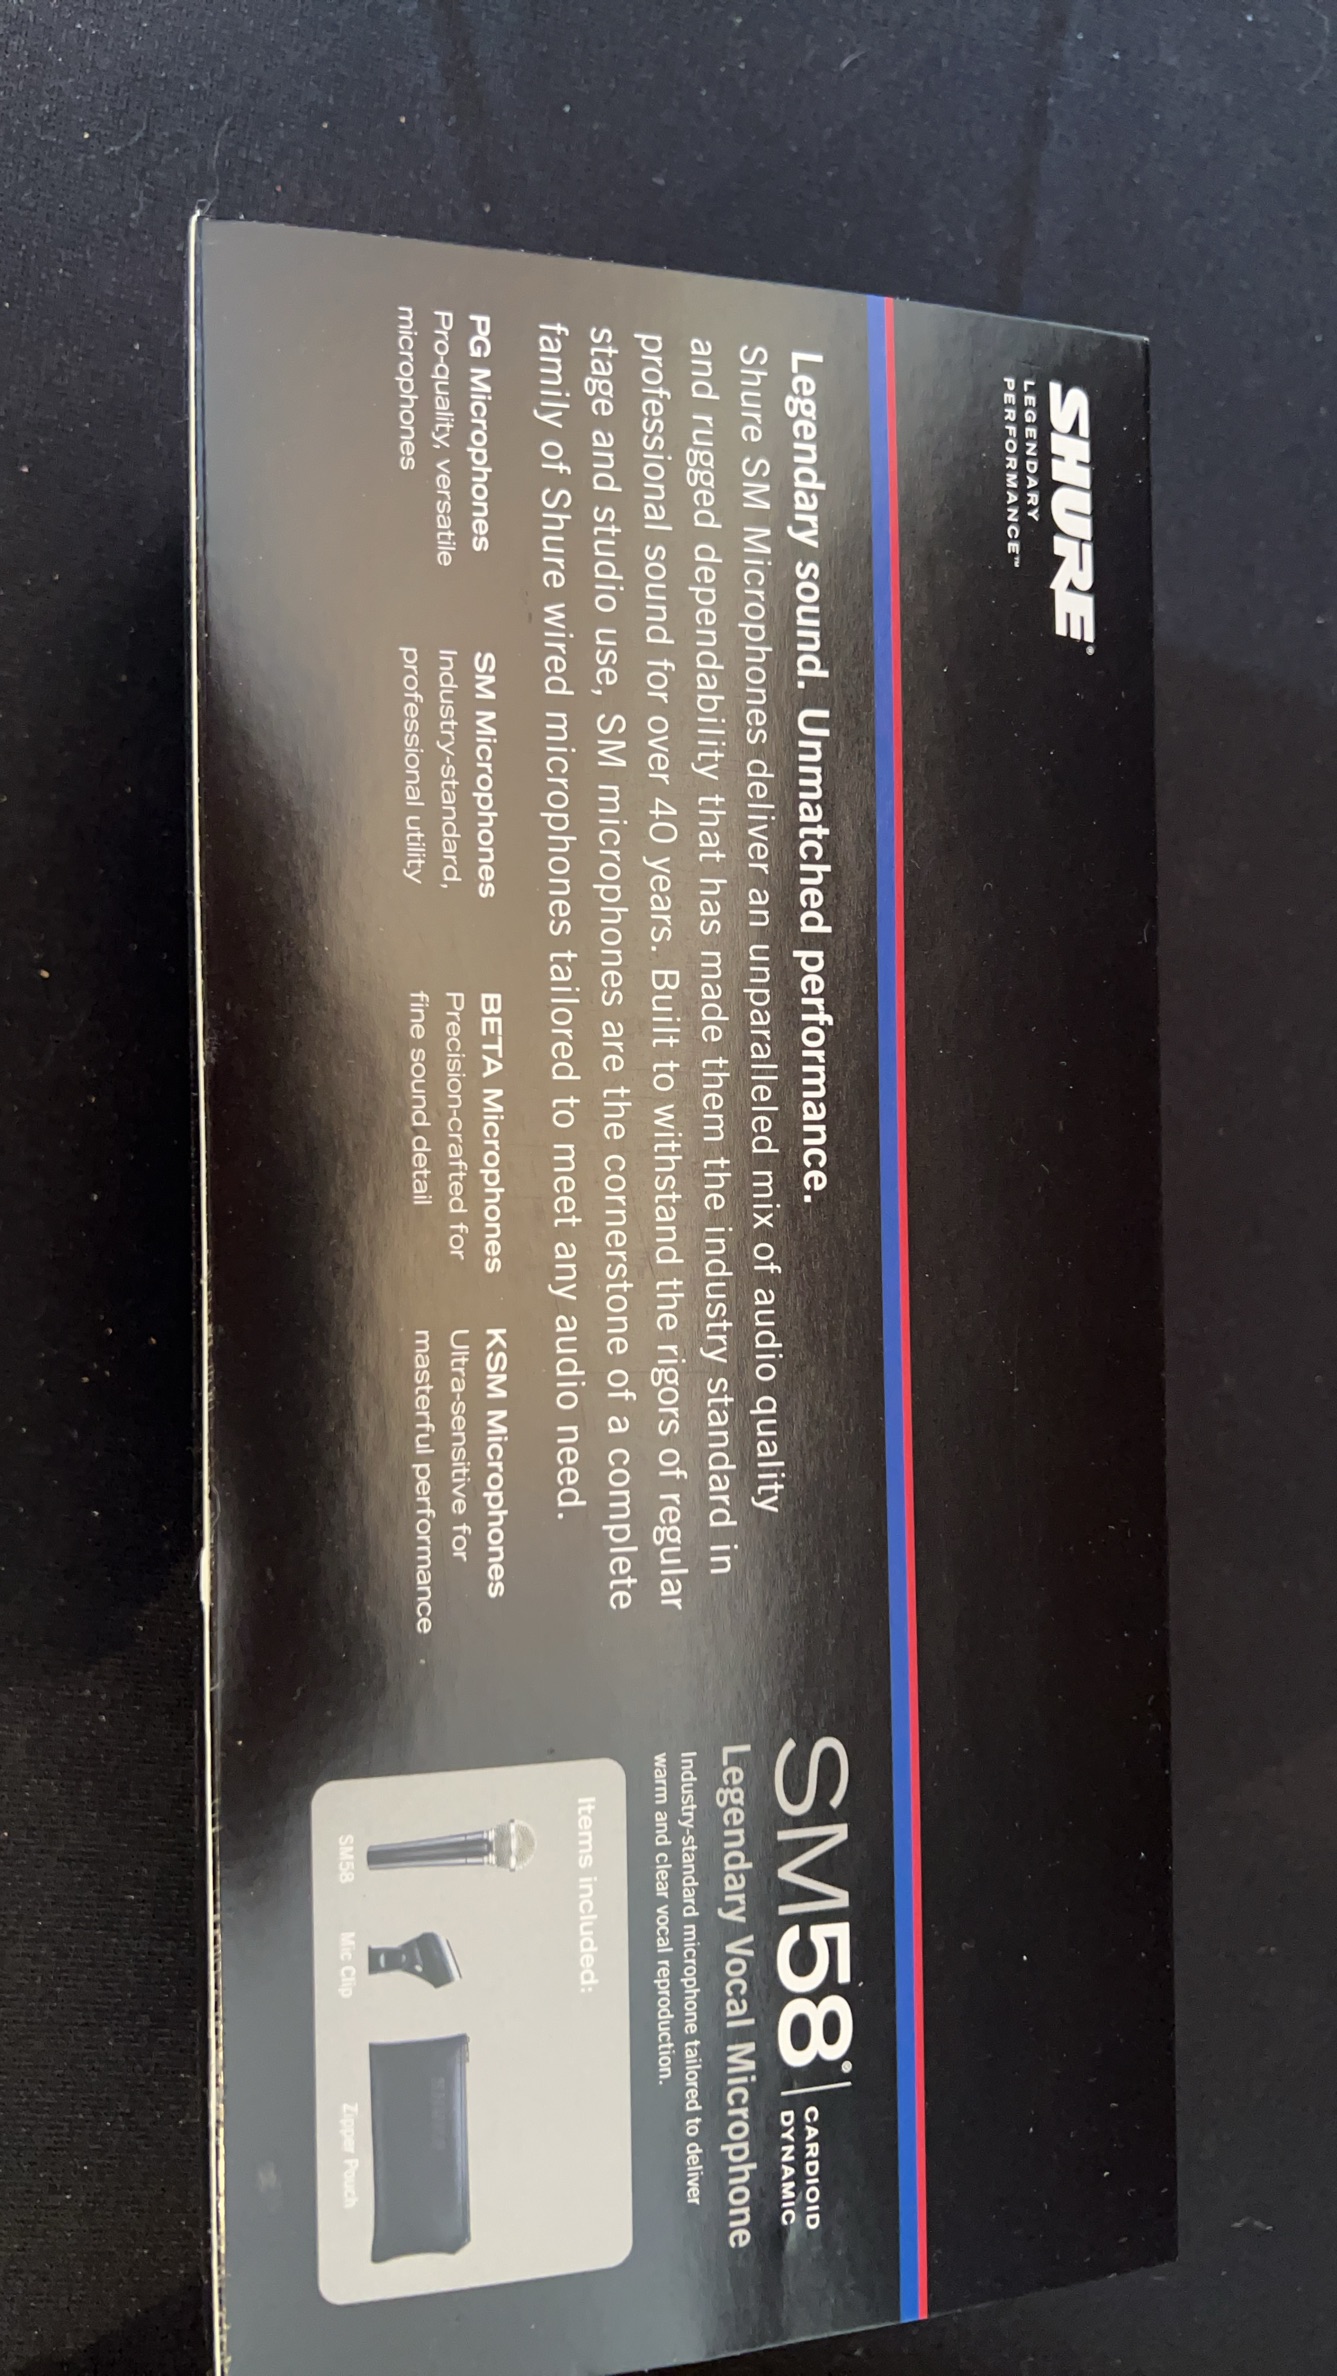 SHURE®
LEGENDARY
PERFORMANCE™
Legendary sound. Unmatched performance.
Shure SM Microphones deliver an unparalleled mix of audio quality
and rugged dependability that has made them the industry standard in
professional sound for over 40 years. Built to withstand the rigors of regular
stage and studio use, SM microphones are the cornerstone of a complete
family of Shure wired microphones tailored to meet any audio need.
PG Microphones
Pro-quality, versatile
microphones
SM Microphones
Industry-standard,
professional utility
BETA Microphones
Precision-crafted for
fine sound detail
KSM Microphones
Ultra-sensitive for
masterful performance
SM58® | CARDIOID
DYNAMIC
Legendary Vocal Microphone
Industry-standard microphone tailored to deliver
warm and clear vocal reproduction.
Items included:
SM58
Mic Clip
Zipper Pouch